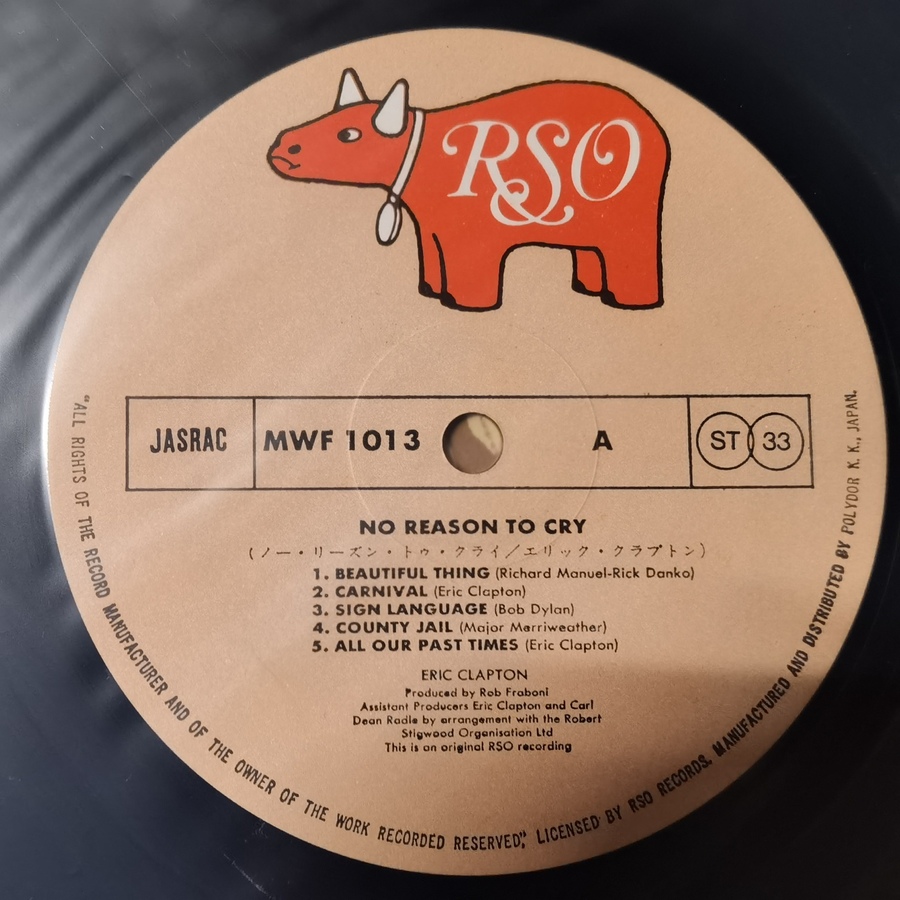 RSO
JASRAC MWF 1013 A ST 33
NO REASON TO CRY
(ノー・リーズン・トゥ・クライ/エリック・クラプトン)
1. BEAUTIFUL THING (Richard Manuel-Rick Danko)
2. CARNIVAL (Eric Clapton)
3. SIGN LANGUAGE (Bob Dylan)
4. COUNTY JAIL (Major Merriweather)
5. ALL OUR PAST TIMES (Eric Clapton)
ERIC CLAPTON
Produced by Rob Fraboni
Assistant Producers Eric Clapton and Carl
Dean Radle by arrangement with the Robert
Stigwood Organisation Ltd
This is an original RSO recording
"ALL RIGHTS OF THE RECORD MANUFACTURER AND OF THE OWNER OF THE WORK RECORDED RESERVED", LICENSED BY RSO RECORDS. MANUFACTURED AND DISTRIBUTED BY POLYDOR K. K., JAPAN.